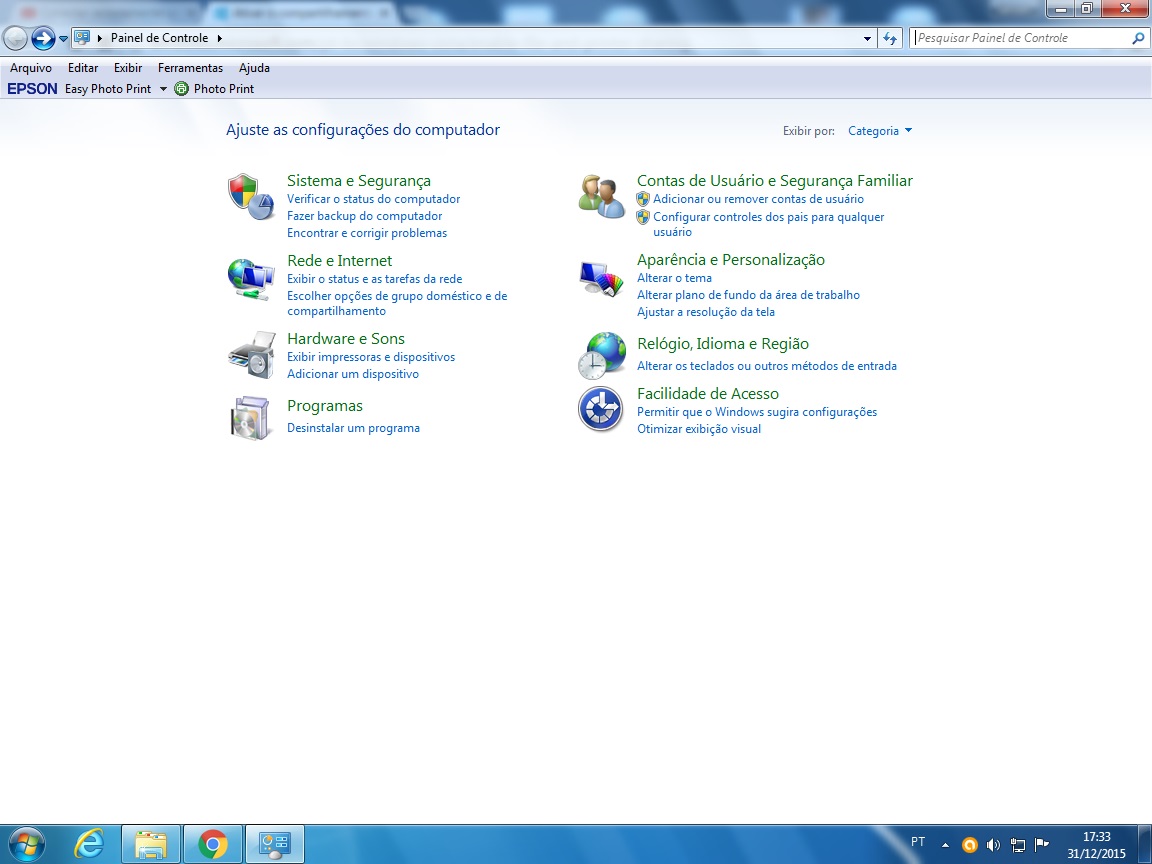 Painel de Controle
Pesquisar Painel de Controle
Arquivo Editar Exibir Ferramentas Ajuda
EPSON Easy Photo Print Photo Print
Ajuste as configurações do computador
Exibir por: Categoria
Sistema e Segurança
Verificar o status do computador
Fazer backup do computador
Encontrar e corrigir problemas
Rede e Internet
Exibir o status e as tarefas da rede
Escolher opções de grupo doméstico e de
compartilhamento
Hardware e Sons
Exibir impressoras e dispositivos
Adicionar um dispositivo
Programas
Desinstalar um programa
Contas de Usuário e Segurança Familiar
Adicionar ou remover contas de usuário
Configurar controles dos pais para qualquer
usuário
Aparência e Personalização
Alterar o tema
Alterar plano de fundo da área de trabalho
Ajustar a resolução da tela
Relógio, Idioma e Região
Alterar os teclados ou outros métodos de entrada
Facilidade de Acesso
Permitir que o Windows sugira configurações
Otimizar exibição visual
PT
17:33
31/12/2015